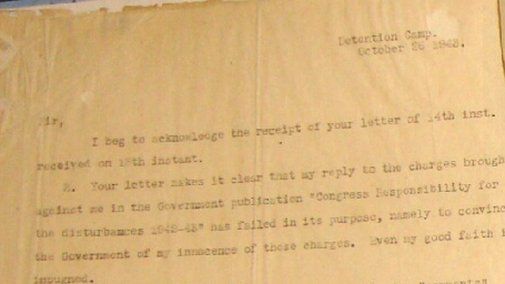 Detention Camp.
October 26 1943.
Sir,
I beg to acknowledge the receipt of your letter of 14th inst.
received on 18th instant.
2. Your letter makes it clear that my reply to the charges brough
against me in the Government publication "Congress Responsibility for
the disturbances 1942-43" has failed in its purpose, namely to convinc
the Government of my innocence of these charges. Even my good faith i
impugned.